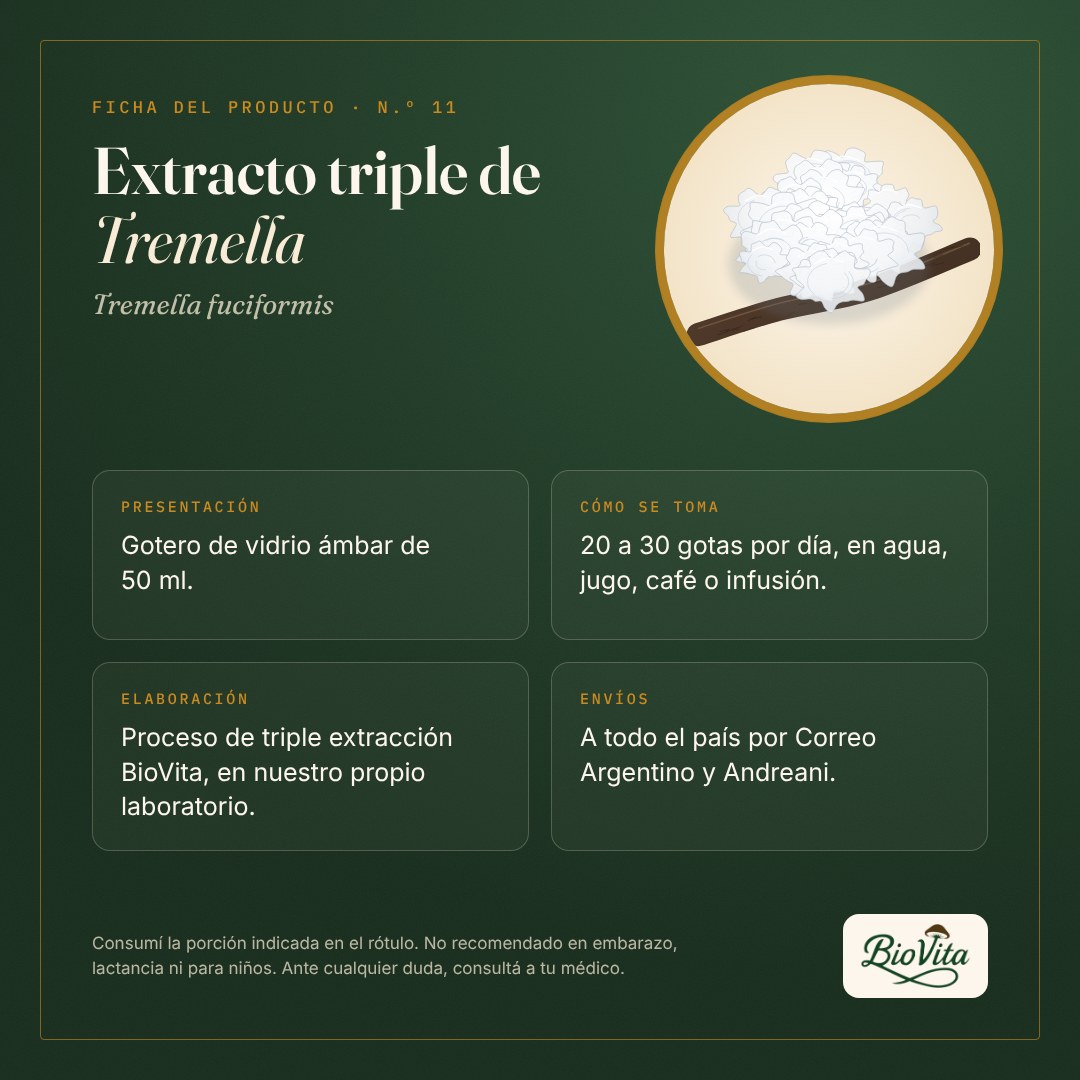 FICHA DEL PRODUCTO · N.º 11
Extracto triple de
Tremella
Tremella fuciformis
PRESENTACIÓN
Gotero de vidrio ámbar de
50 ml.
CÓMO SE TOMA
20 a 30 gotas por día, en agua,
jugo, café o infusión.
ELABORACIÓN
Proceso de triple extracción
BioVita, en nuestro propio
laboratorio.
ENVÍOS
A todo el país por Correo
Argentino y Andreani.
Consumí la porción indicada en el rótulo. No recomendado en embarazo,
lactancia ni para niños. Ante cualquier duda, consultá a tu médico.
BioVita